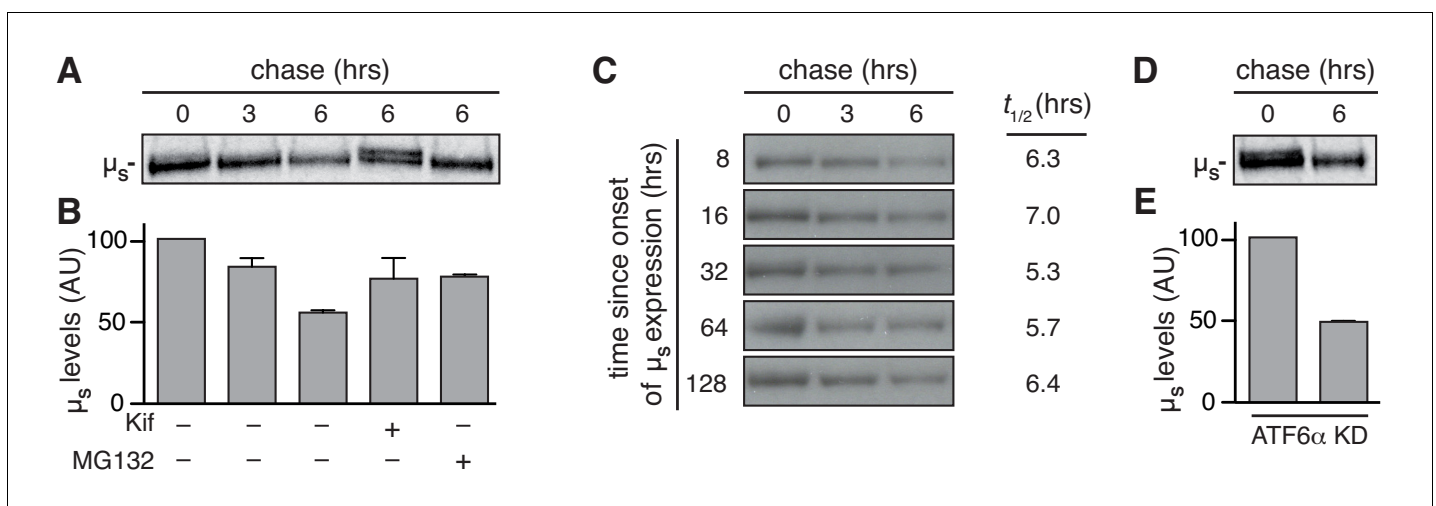 A
chase (hrs)
0 3 6 6 6
μs-
B
μs levels (AU)
100
50
0
Kif – – – + –
MG132 – – – – +
C
chase (hrs)
0 3 6
t1/2 (hrs)
time since onset
of μs expression (hrs)
8 6.3
16 7.0
32 5.3
64 5.7
128 6.4
D
chase (hrs)
0 6
μs-
E
μs levels (AU)
100
50
0
ATF6α KD